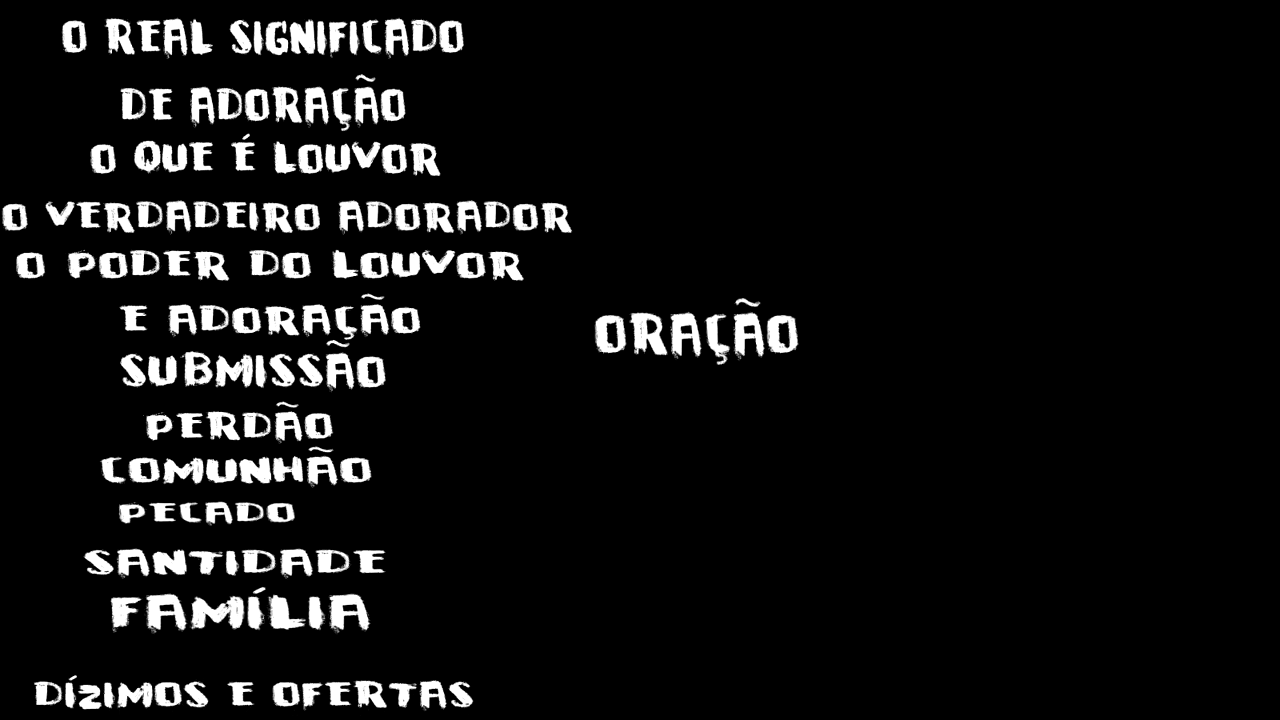 O REAL SIGNIFICADO
DE ADORAÇÃO
O QUE É LOUVOR
O VERDADEIRO ADORADOR
O PODER DO LOUVOR
E ADORAÇÃO
SUBMISSÃO
PERDÃO
COMUNHÃO
PECADO
SANTIDADE
FAMÍLIA
DÍZIMOS E OFERTAS
ORAÇÃO